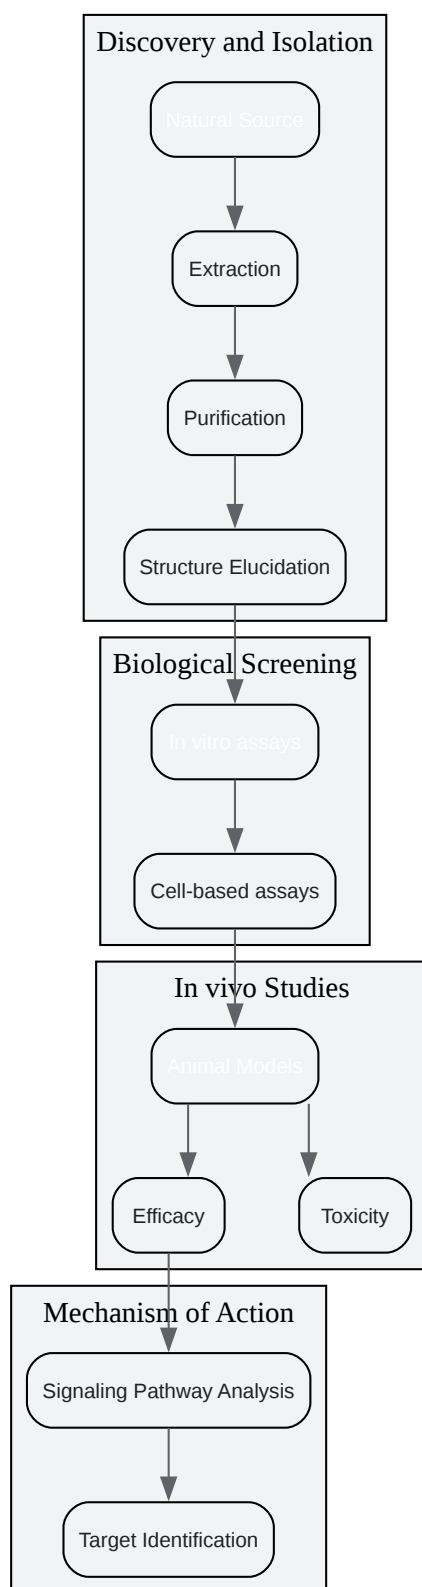 Discovery and Isolation
Natural Source
Extraction
Purification
Structure Elucidation
Biological Screening
In vitro assays
Cell-based assays
In vivo Studies
Animal Models
Efficacy
Toxicity
Mechanism of Action
Signaling Pathway Analysis
Target Identification